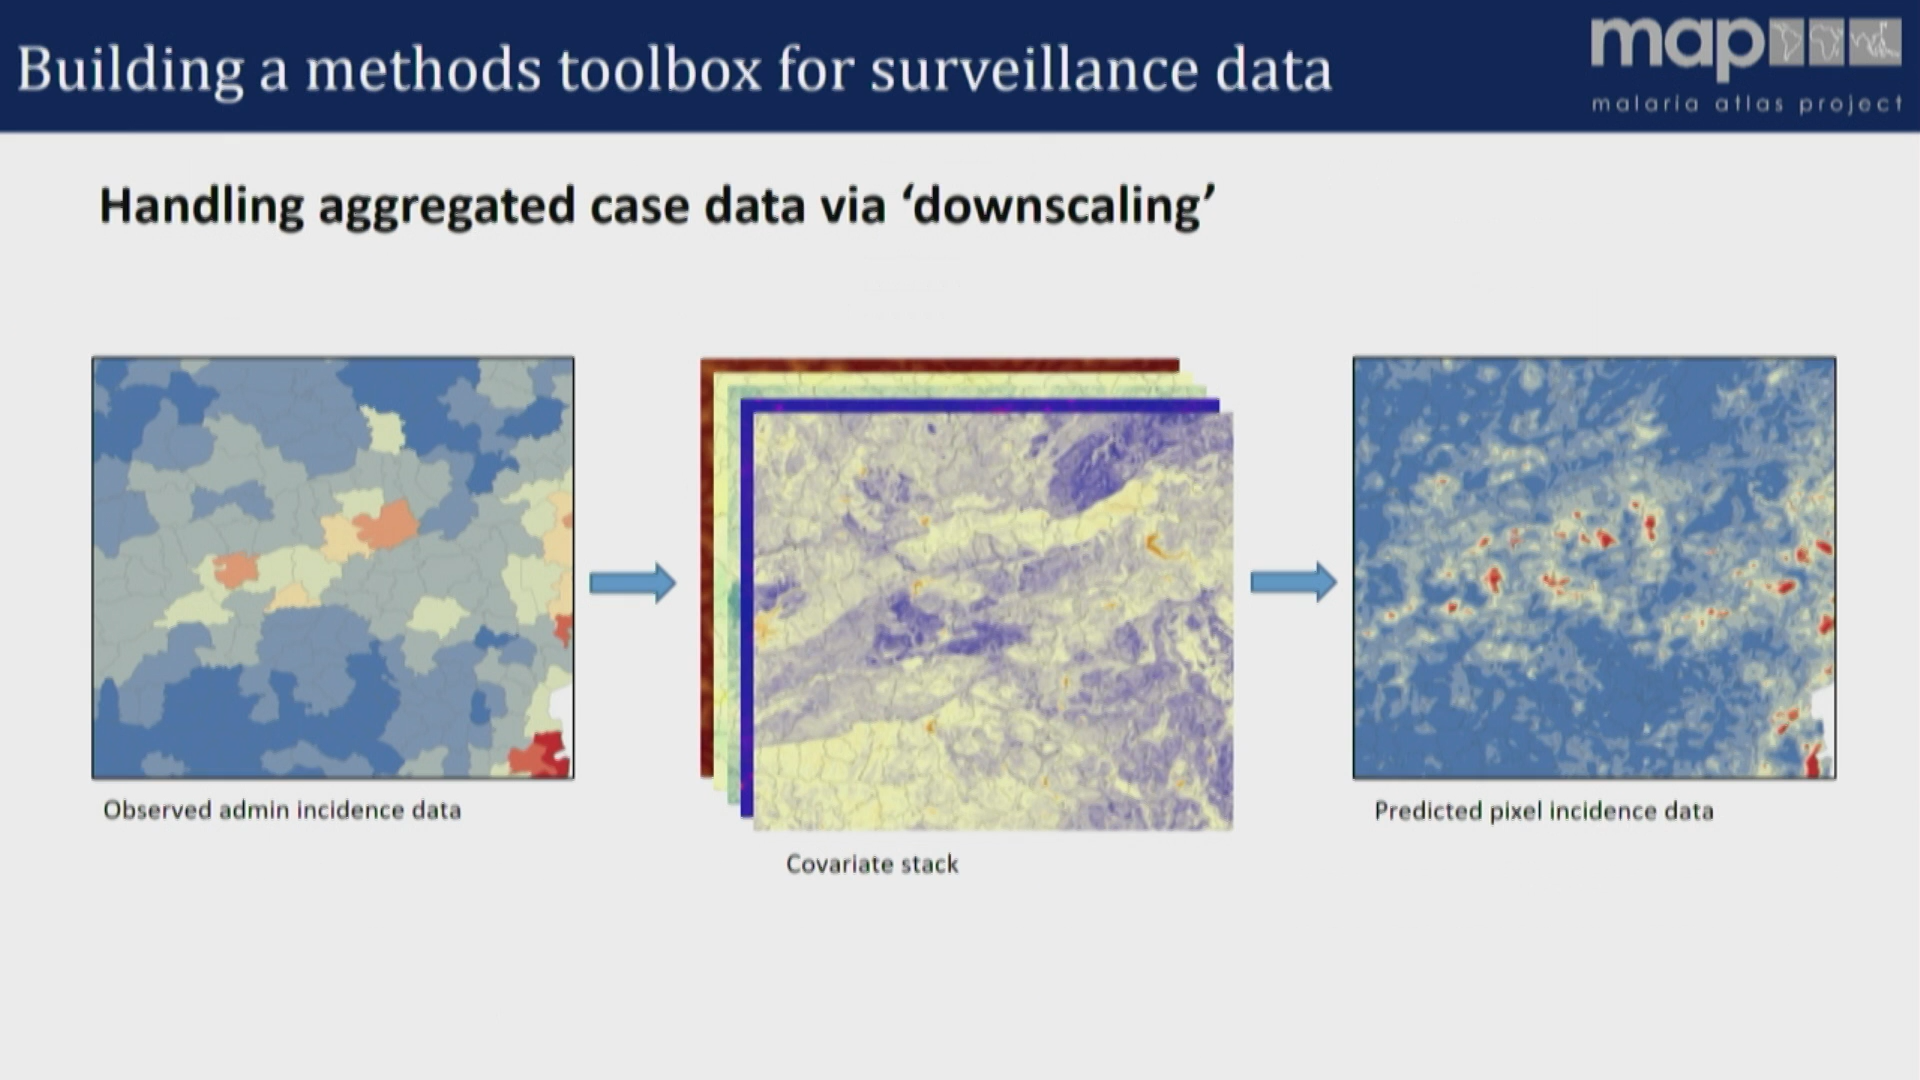 Building a methods toolbox for surveillance data
map
malaria atlas project
Handling aggregated case data via ‘downscaling’
Observed admin incidence data
Covariate stack
Predicted pixel incidence data